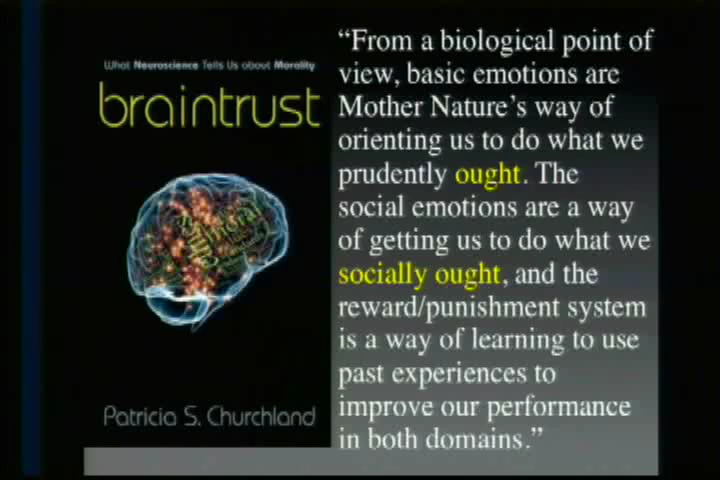 What Neuroscience Tells Us about Morality
braintrust
Patricia S. Churchland
“From a biological point of
view, basic emotions are
Mother Nature’s way of
orienting us to do what we
prudently ought. The
social emotions are a way
of getting us to do what we
socially ought, and the
reward/punishment system
is a way of learning to use
past experiences to
improve our performance
in both domains.”